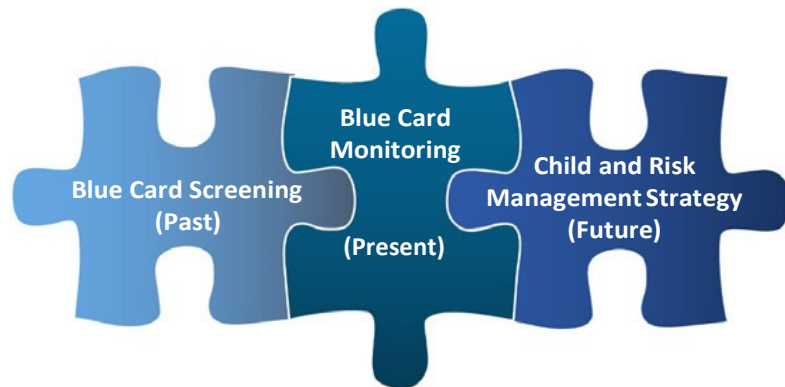 Blue Card Screening
(Past)
Blue Card
Monitoring
(Present)
Child and Risk
Management Strategy
(Future)